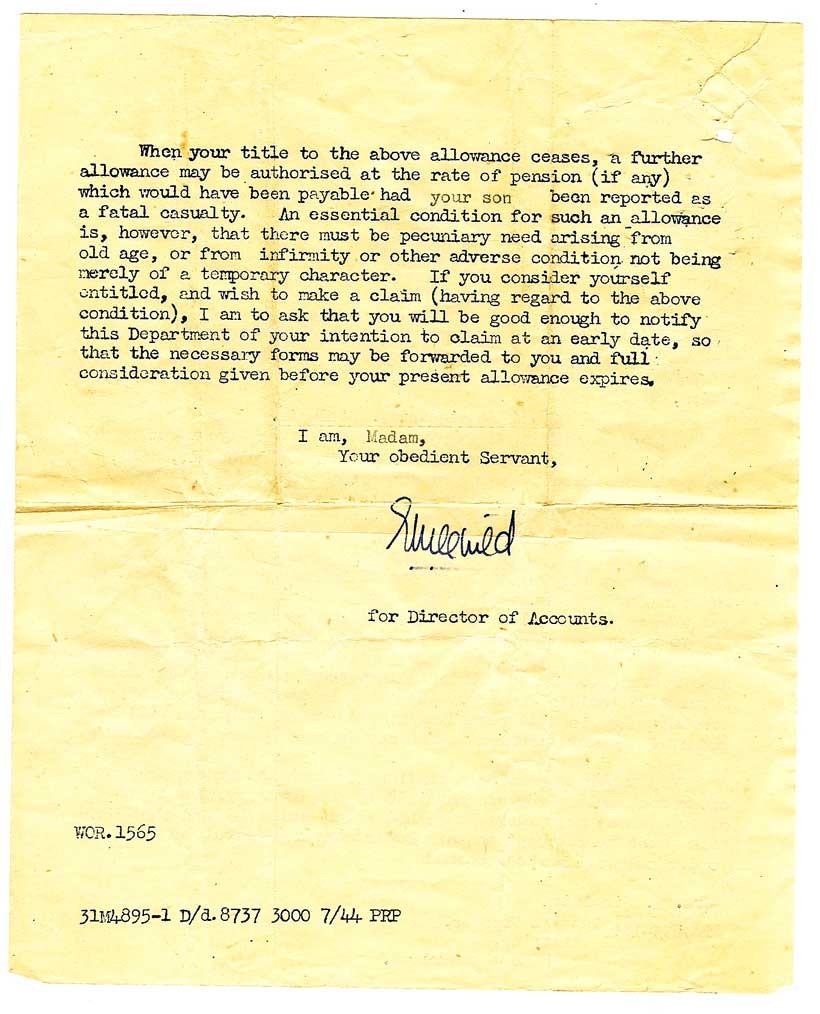 When your title to the above allowance ceases, a further
allowance may be authorised at the rate of pension (if any)
which would have been payable had your son been reported as
a fatal casualty. An essential condition for such an allowance
is, however, that there must be pecuniary need arising from
old age, or from infirmity or other adverse condition not being
merely of a temporary character. If you consider yourself
entitled, and wish to make a claim (having regard to the above
condition), I am to ask that you will be good enough to notify
this Department of your intention to claim at an early date, so
that the necessary forms may be forwarded to you and full
consideration given before your present allowance expires.
I am, Madam,
Your obedient Servant,
for Director of Accounts.
WOR.1565
31M4895-1 D/d.8737 3000 7/44 PRP